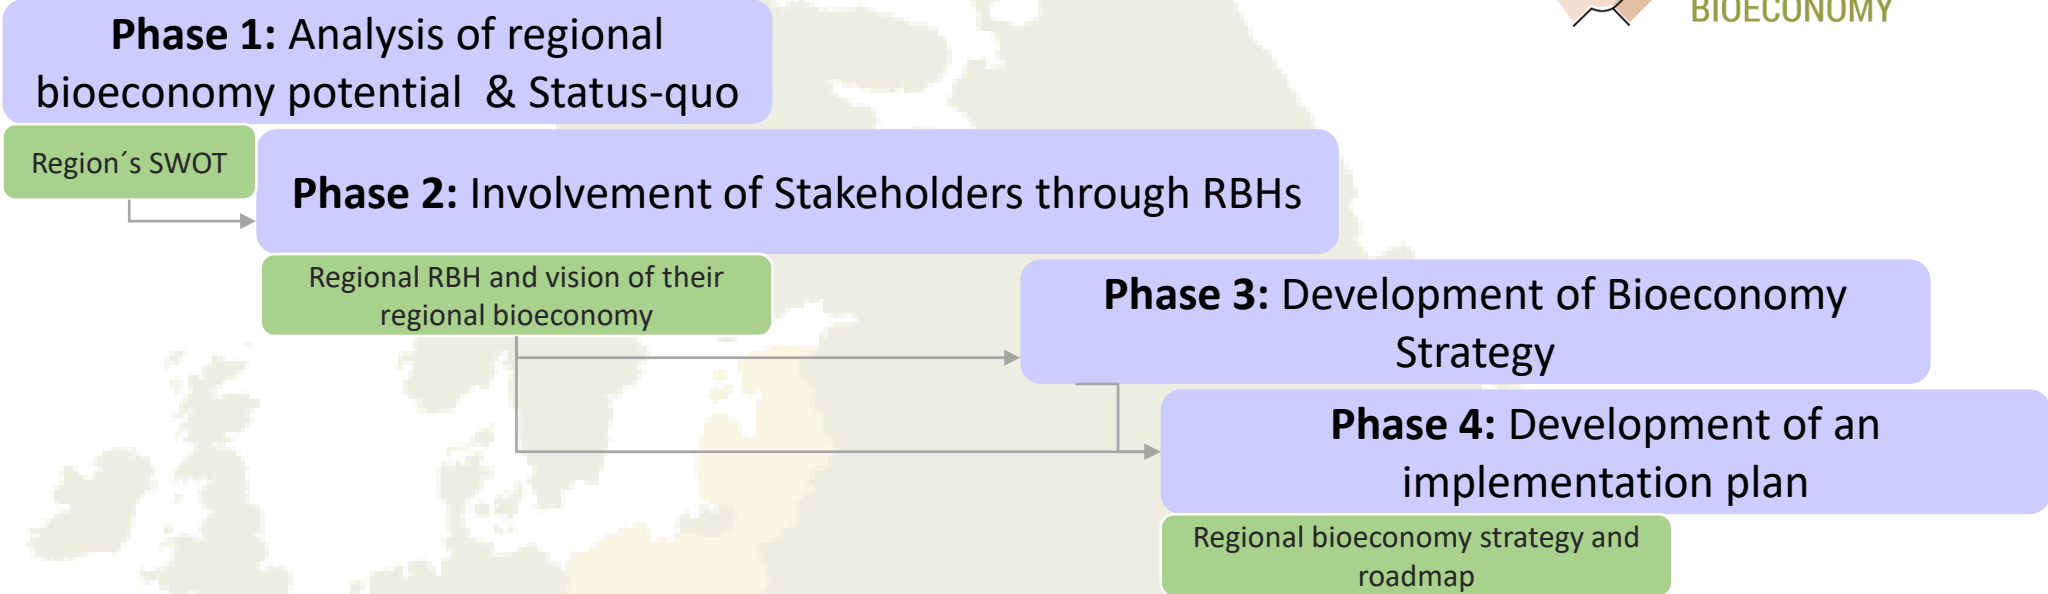 BIOECONOMY
Phase 1: Analysis of regional
bioeconomy potential & Status-quo
Region´s SWOT
Phase 2: Involvement of Stakeholders through RBHs
Regional RBH and vision of their
regional bioeconomy
Phase 3: Development of Bioeconomy
Strategy
Phase 4: Development of an
implementation plan
Regional bioeconomy strategy and
roadmap